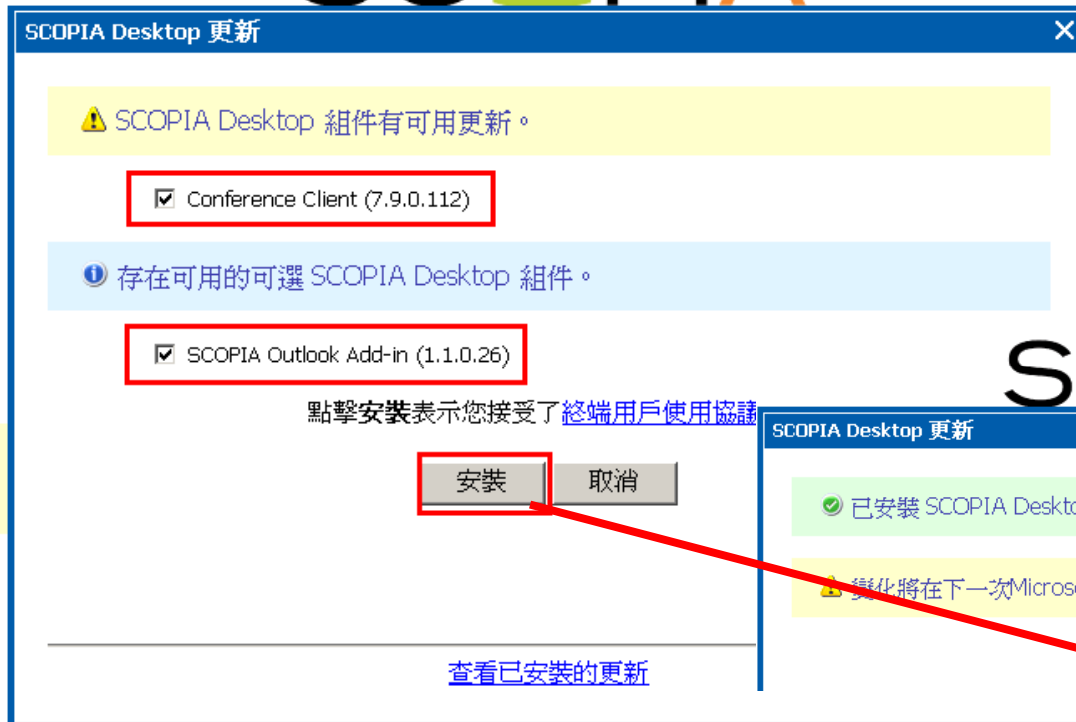 SCOPIA Desktop 更新
SCOPIA Desktop 組件有可用更新。
Conference Client (7.9.0.112)
存在可用的可選 SCOPIA Desktop 組件。
SCOPIA Outlook Add-in (1.1.0.26)
點擊安裝表示您接受了終端用戶使用協議
安裝
取消
查看已安裝的更新
S
SCOPIA Desktop 更新
已安裝 SCOPIA Deskto
變化將在下一次Microso